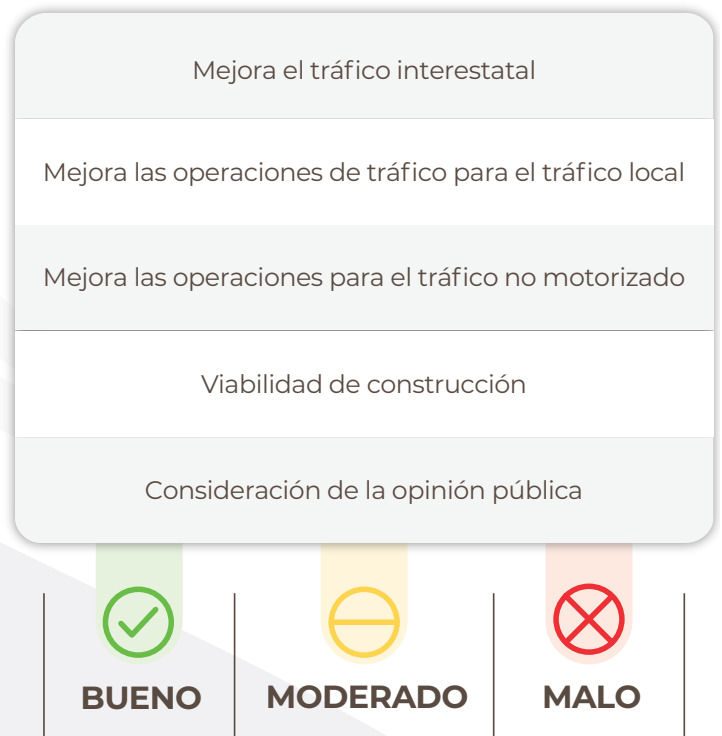 Mejora el tráfico interestatal
Mejora las operaciones de tráfico para el tráfico local
Mejora las operaciones para el tráfico no motorizado
Viabilidad de construcción
Consideración de la opinión pública
BUENO
MODERADO
MALO